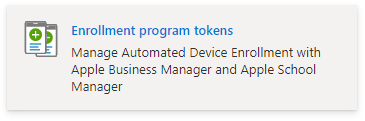 Enrollment program tokens
Manage Automated Device Enrollment with
Apple Business Manager and Apple School
Manager